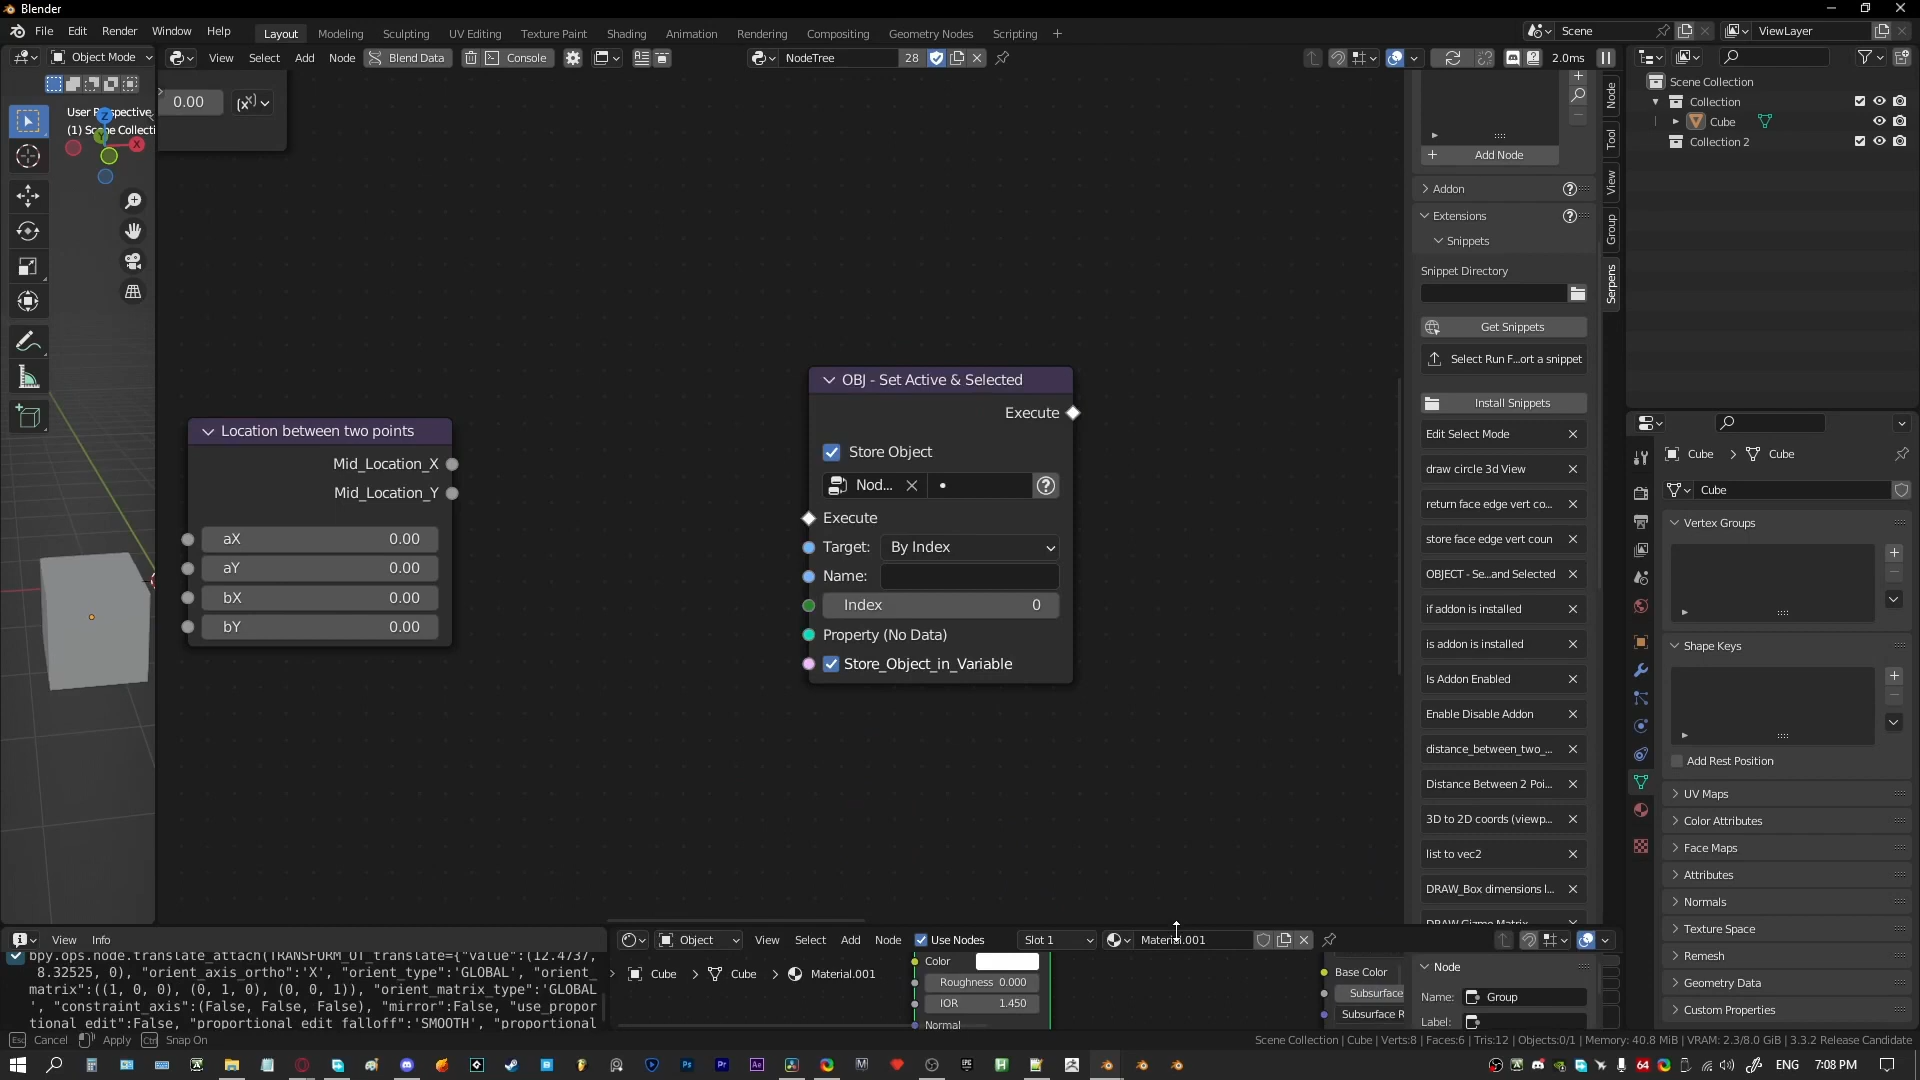 Blender
File Edit Render Window Help Layout Modeling Sculpting UV Editing Texture Paint Shading Animation Rendering Compositing Geometry Nodes Scripting + Scene ViewLayer
Object Mode View Select Add Node Blend Data Console NodeTree 28 2.0ms
User Perspective
(1) Scene Collecti
Z
Y
X
0.00 (x)
Scene Collection
Collection
Cube
Collection 2
Node
Tool
View
Group
Serpens
Add Node
Addon
Extensions
Snippets
Snippet Directory
Get Snippets
Select Run F...ort a snippet
Install Snippets
Edit Select Mode
draw circle 3d View
return face edge vert co...
store face edge vert coun
OBJECT - Se...and Selected
if addon is installed
is addon is installed
Is Addon Enabled
Enable Disable Addon
distance_between_two_...
Distance Between 2 Poi...
3D to 2D coords (viewp...
list to vec2
DRAW_Box dimensions l...
DRAW Gizmo Matrix
Location between two points
Mid_Location_X
Mid_Location_Y
aX 0.00
aY 0.00
bX 0.00
bY 0.00
OBJ - Set Active & Selected
Execute
Store Object
Nod...
Execute
Target: By Index
Name:
Index 0
Property (No Data)
Store_Object_in_Variable
Cube Cube
Cube
Vertex Groups
Shape Keys
Add Rest Position
UV Maps
Color Attributes
Face Maps
Attributes
Normals
Texture Space
Remesh
Geometry Data
Custom Properties
View Info
bpy.ops.node.translate_attach(TRANSFORM_OT_translate={"value":(12.4737,
8.32525, 0), "orient_axis_ortho":'X', "orient_type":'GLOBAL', "orient_
matrix":((1, 0, 0), (0, 1, 0), (0, 0, 1)), "orient_matrix_type":'GLOBAL
', "constraint_axis":(False, False, False), "mirror":False, "use_propor
tional_edit":False, "proportional_edit_falloff":'SMOOTH', "proportional
Object View Select Add Node Use Nodes Slot 1 Material.001
Cube Cube Material.001
Color
Roughness 0.000
IOR 1.450
Normal
Base Color
Subsurface
Subsurface R
Node
Name: Group
Label:
Esc Cancel Apply Ctrl Snap On
Scene Collection | Cube | Verts:8 | Faces:6 | Tris:12 | Objects:0/1 | Memory: 40.8 MiB | VRAM: 2.3/8.0 GiB | 3.3.2 Release Candidate
Ps Pr Ae M H 64 ENG 7:08 PM